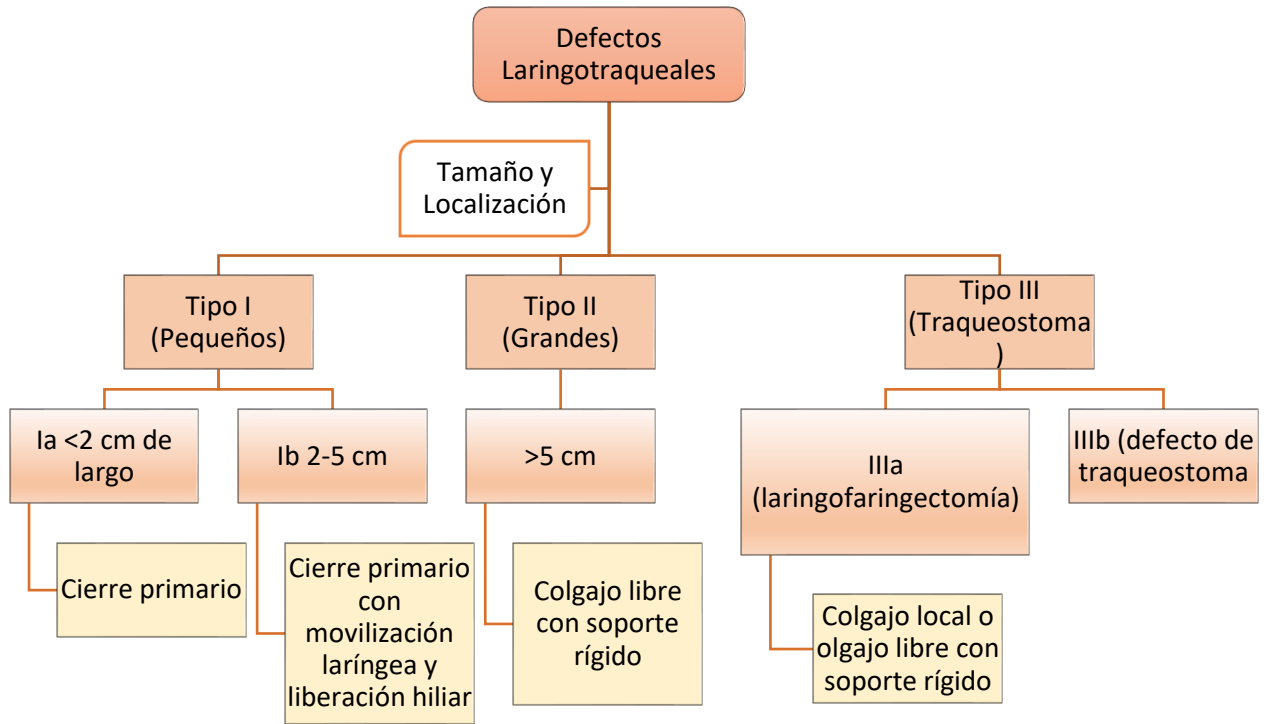 Defectos
Laringotraqueales
Tamaño y
Localización
Tipo I
(Pequeños)
Tipo II
(Grandes)
Tipo III
(Traqueostoma
)
Ia <2 cm de
largo
Ib 2-5 cm
>5 cm
IIIa
(laringofaringectomía)
IIIb (defecto de
traqueostoma
Cierre primario
Cierre primario
con
movilización
laríngea y
liberación hiliar
Colgajo libre
con soporte
rígido
Colgajo local o
olgajo libre con
soporte rígido